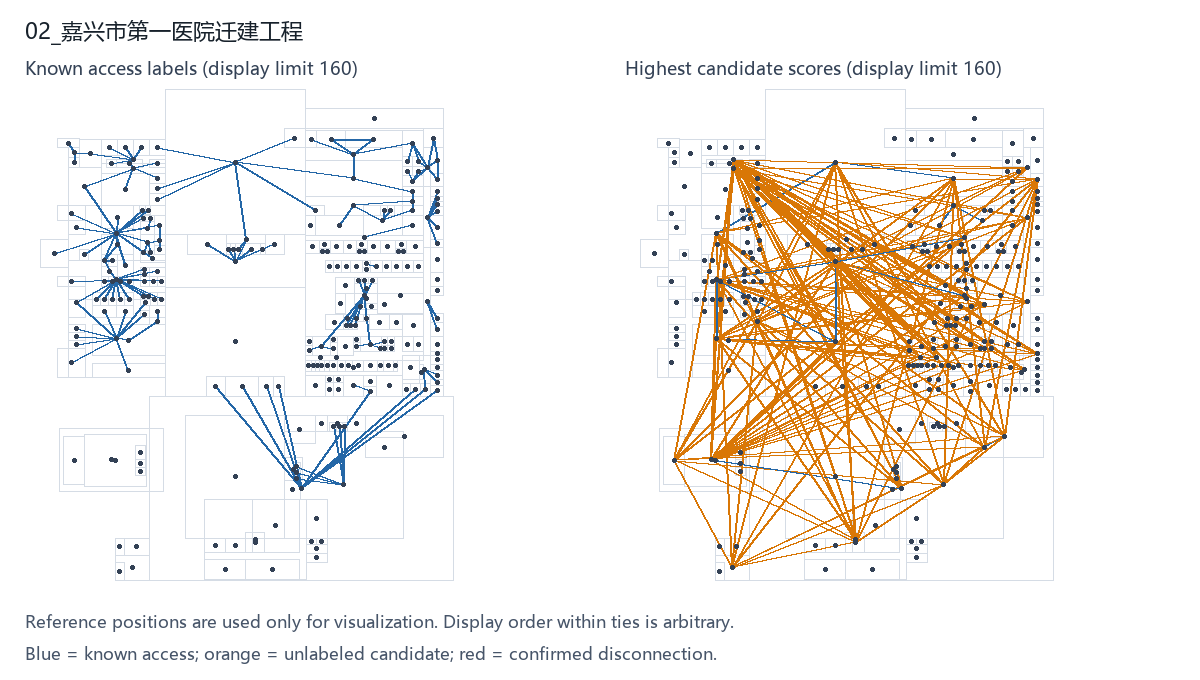 02_嘉兴市第一医院迁建工程
Known access labels (display limit 160)
Highest candidate scores (display limit 160)
Reference positions are used only for visualization. Display order within ties is arbitrary.
Blue = known access; orange = unlabeled candidate; red = confirmed disconnection.